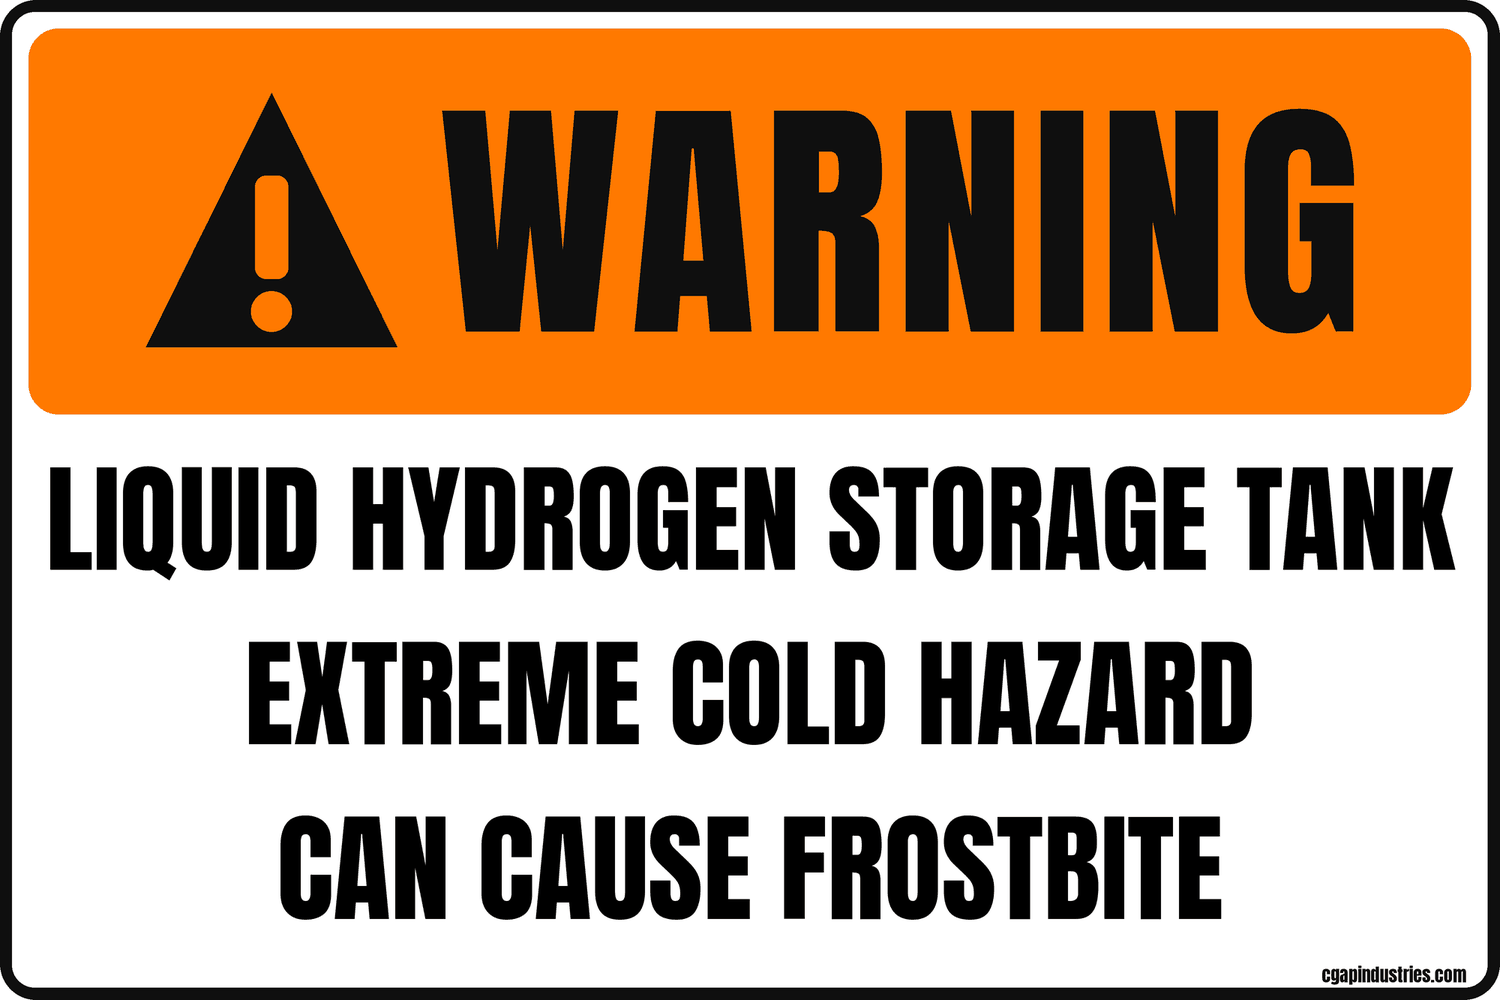 WARNING
LIQUID HYDROGEN STORAGE TANK
EXTREME COLD HAZARD
CAN CAUSE FROSTBITE
cgapindustries.com